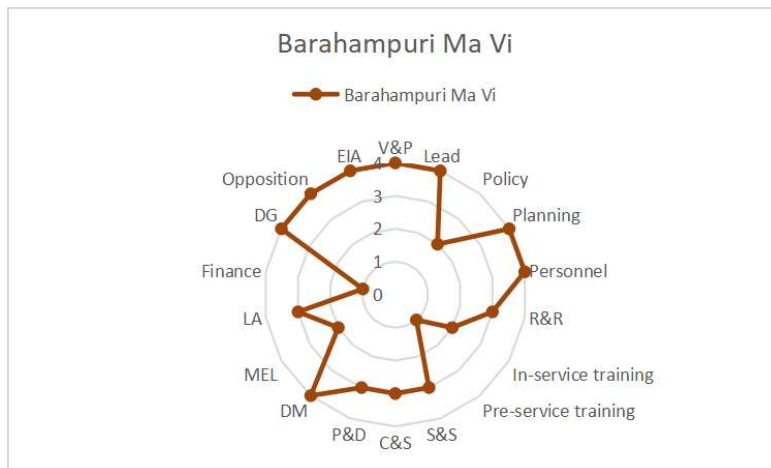 Barahampuri Ma Vi
Barahampuri Ma Vi
V&P
Lead
Policy
Planning
Personnel
R&R
In-service training
Pre-service training
S&S
C&S
P&D
DM
MEL
LA
Finance
DG
Opposition
EIA
4
3
2
1
0